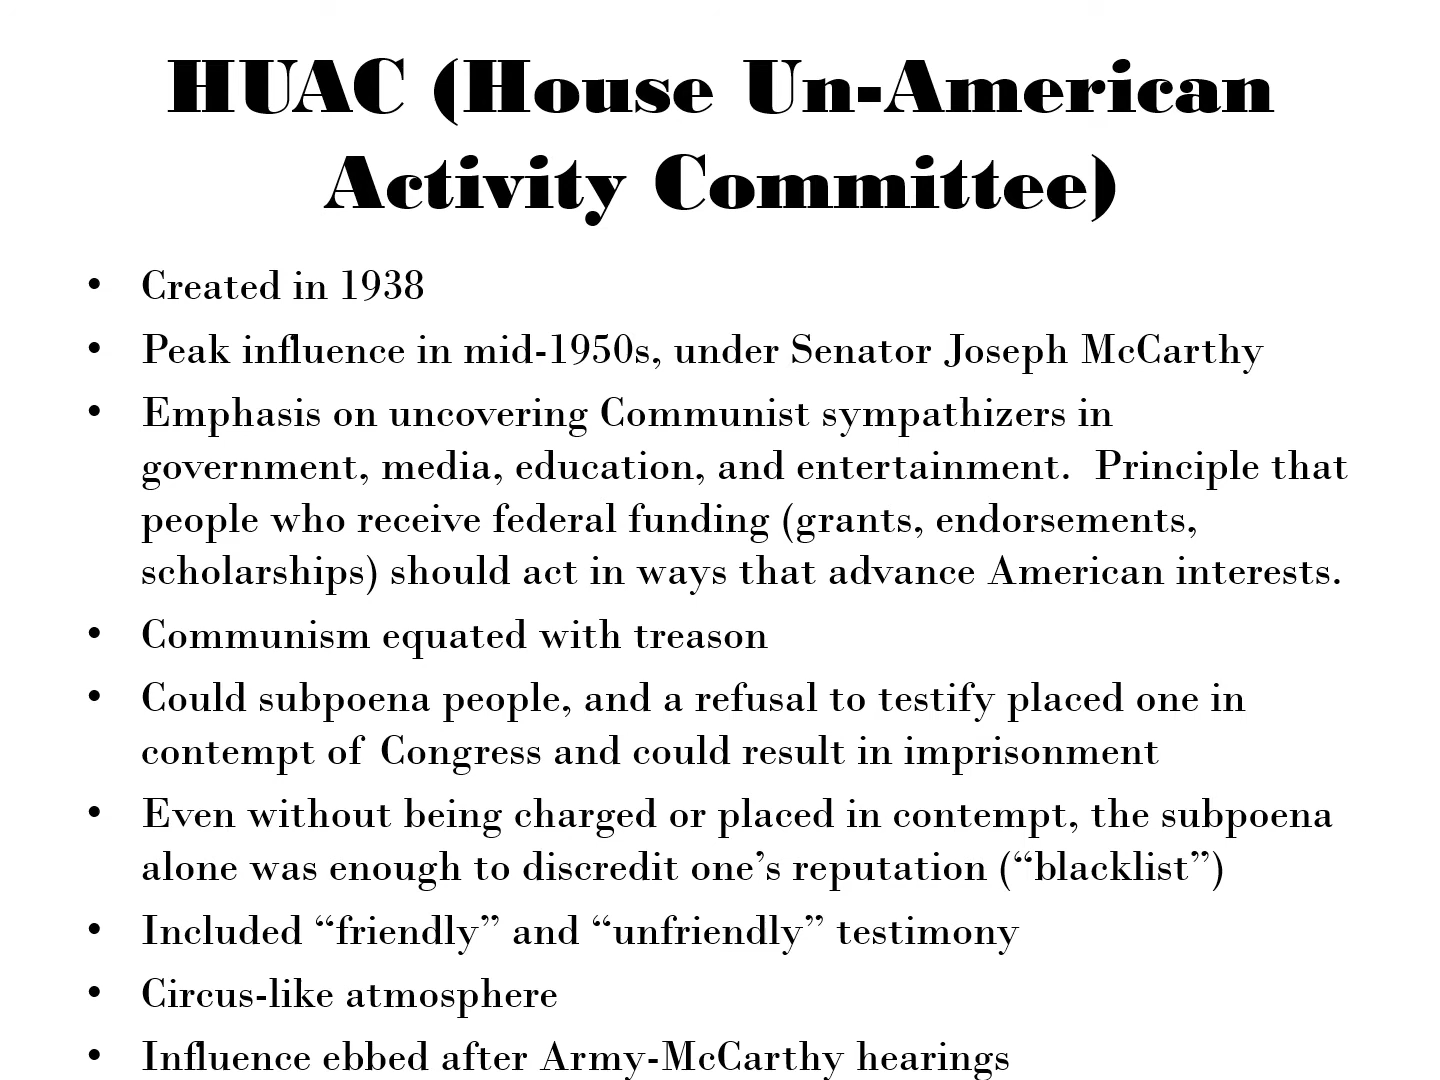 HUAC (House Un-American
Activity Committee)
• Created in 1938
• Peak influence in mid-1950s, under Senator Joseph McCarthy
• Emphasis on uncovering Communist sympathizers in
government, media, education, and entertainment.  Principle that
people who receive federal funding (grants, endorsements,
scholarships) should act in ways that advance American interests.
• Communism equated with treason
• Could subpoena people, and a refusal to testify placed one in
contempt of Congress and could result in imprisonment
• Even without being charged or placed in contempt, the subpoena
alone was enough to discredit one’s reputation (“blacklist”)
• Included “friendly” and “unfriendly” testimony
• Circus-like atmosphere
• Influence ebbed after Army-McCarthy hearings